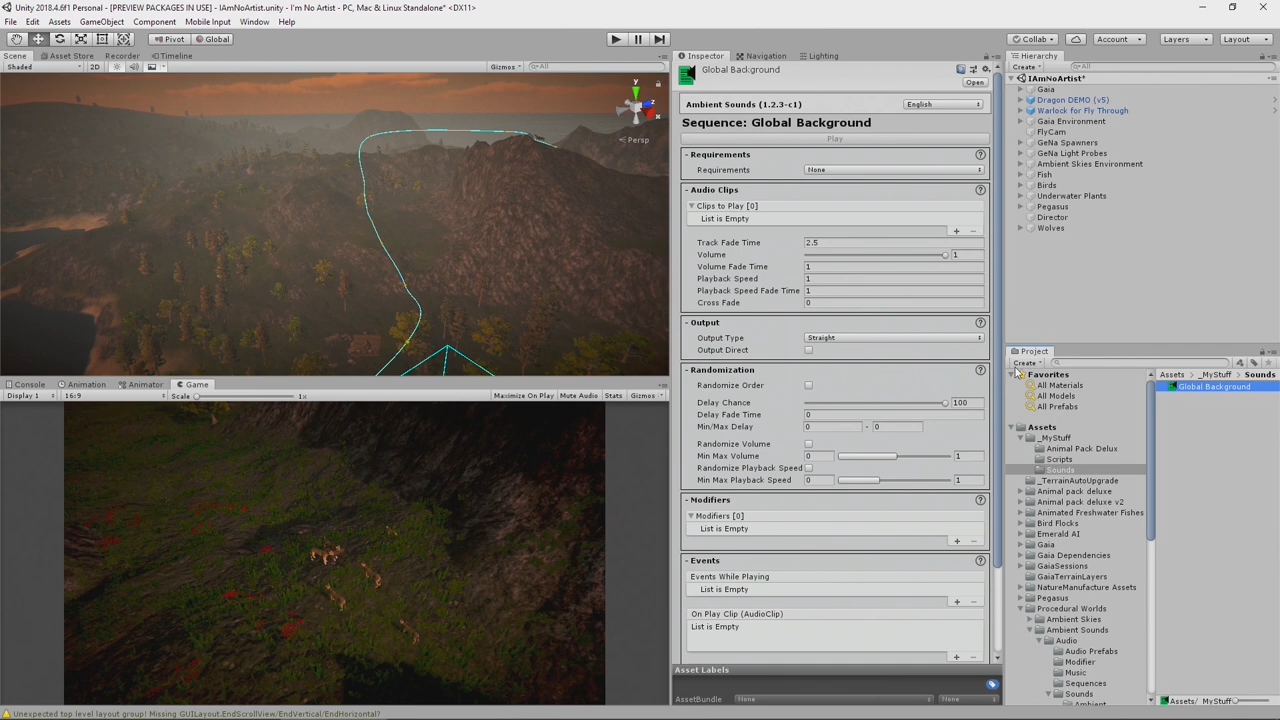 Unity 2018.4.6f1 Personal - [PREVIEW PACKAGES IN USE] - IAmNoArtist.unity - I'm No Artist - PC, Mac & Linux Standalone* <DX11>
File Edit Assets GameObject Component Mobile Input Window Help
Pivot Global Collab Account Layers Layout
Scene Asset Store Recorder Timeline
Shaded 2D Gizmos All
y
z
x
Persp
Console Animation Animator Game
Display 1 16:9 Scale 1x Maximize On Play Mute Audio Stats Gizmos
Inspector Navigation Lighting
Global Background
Open
Ambient Sounds (1.2.3-c1) English
Sequence: Global Background
Play
- Requirements
Requirements None
- Audio Clips
Clips to Play [0]
List is Empty
+ -
Track Fade Time 2.5
Volume 1
Volume Fade Time 1
Playback Speed 1
Playback Speed Fade Time 1
Cross Fade 0
- Output
Output Type Straight
Output Direct
- Randomization
Randomize Order
Delay Chance 100
Delay Fade Time 0
Min/Max Delay 0 - 0
Randomize Volume
Min Max Volume 0 1
Randomize Playback Speed
Min Max Playback Speed 0 1
- Modifiers
Modifiers [0]
List is Empty
+ -
- Events
Events While Playing
List is Empty
+ -
On Play Clip (AudioClip)
List is Empty
+ -
Asset Labels
AssetBundle None None
Hierarchy
Create All
IAmNoArtist*
Gaia
Dragon DEMO (v5)
Warlock for Fly Through
Gaia Environment
FlyCam
GeNa Spawners
GeNa Light Probes
Ambient Skies Environment
Fish
Birds
Underwater Plants
Pegasus
Director
Wolves
Project
Create
Favorites
All Materials
All Models
All Prefabs
Assets
_MyStuff
Animal Pack Delux
Scripts
Sounds
_TerrainAutoUpgrade
Animal pack deluxe
Animal pack deluxe v2
Animated Freshwater Fishes
Bird Flocks
Emerald AI
Gaia
Gaia Dependencies
GaiaSessions
GaiaTerrainLayers
NatureManufacture Assets
Pegasus
Procedural Worlds
Ambient Skies
Ambient Sounds
Audio
Audio Prefabs
Modifier
Music
Sequences
Sounds
Ambient
Assets _MyStuff Sounds
Global Background
Assets/_MyStuff
Unexpected top level layout group! Missing GUILayout.EndScrollView/EndVertical/EndHorizontal?